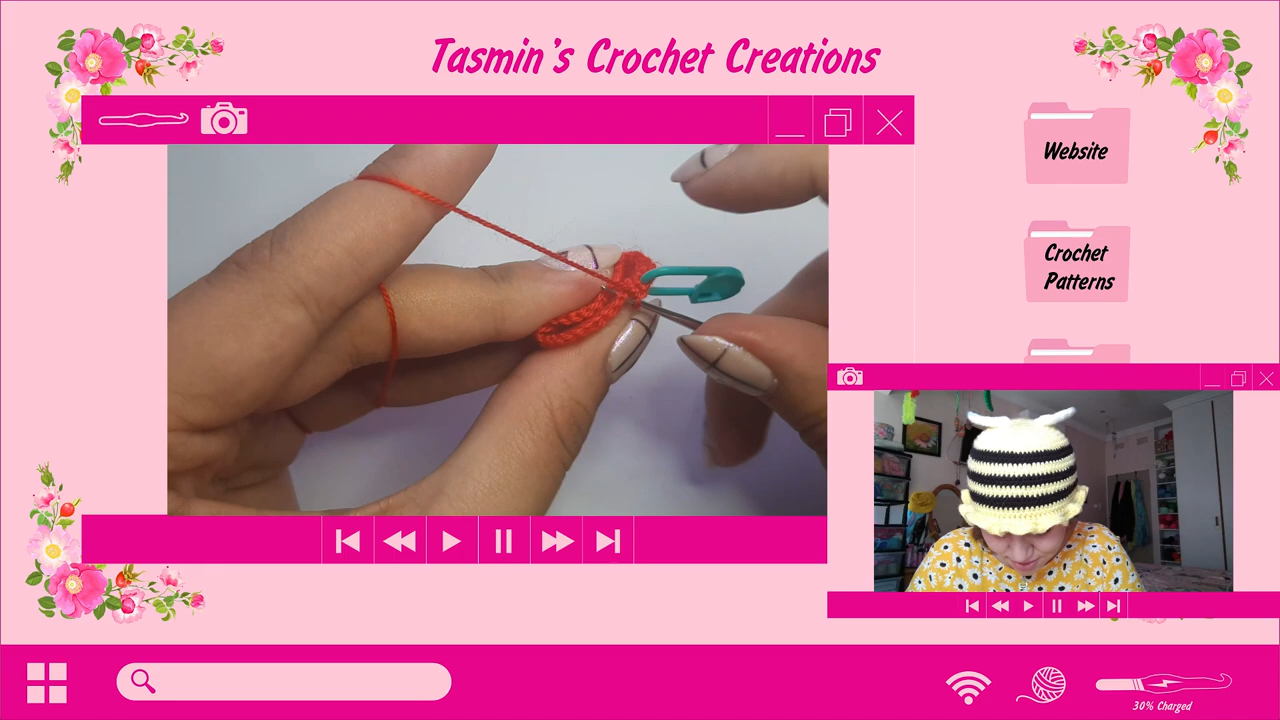 Tasmin's Crochet Creations
Website
Crochet
Patterns
30% Charged